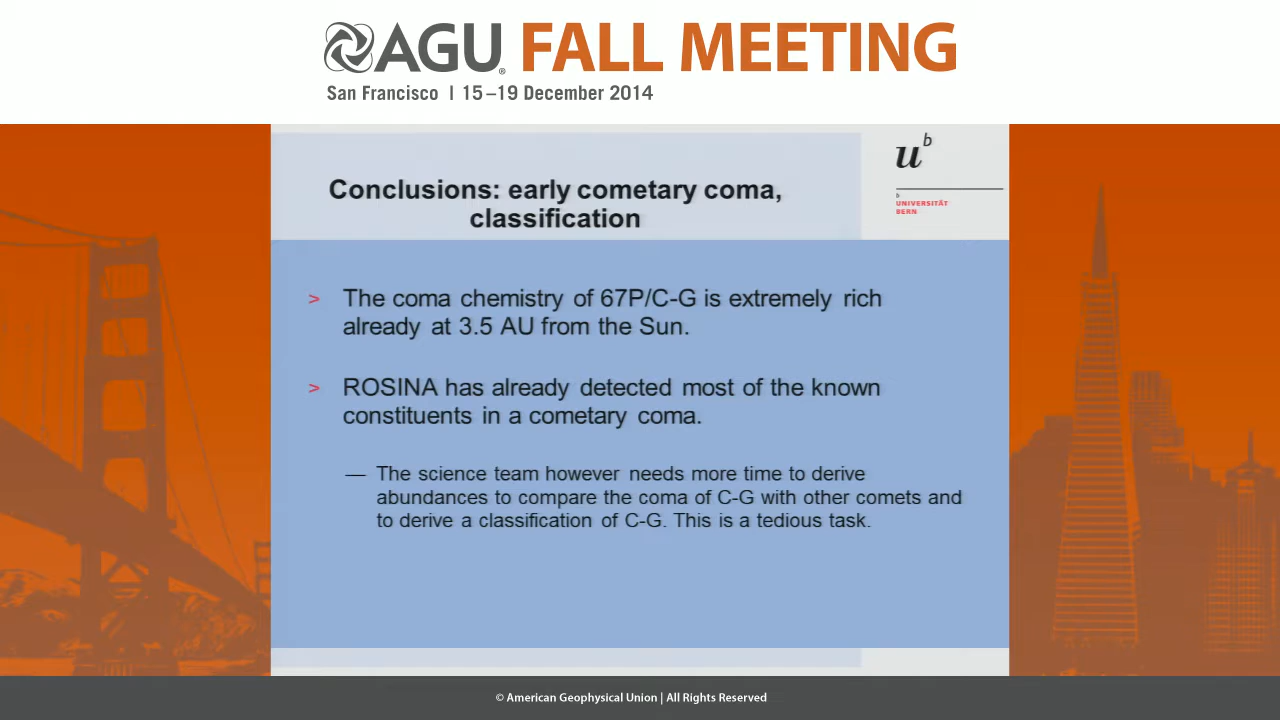 AGU® FALL MEETING
San Francisco | 15–19 December 2014
u^b
Conclusions: early cometary coma,
classification
b
UNIVERSITÄT
BERN
> The coma chemistry of 67P/C-G is extremely rich
already at 3.5 AU from the Sun.
> ROSINA has already detected most of the known
constituents in a cometary coma.
— The science team however needs more time to derive
abundances to compare the coma of C-G with other comets and
to derive a classification of C-G. This is a tedious task.
© American Geophysical Union | All Rights Reserved